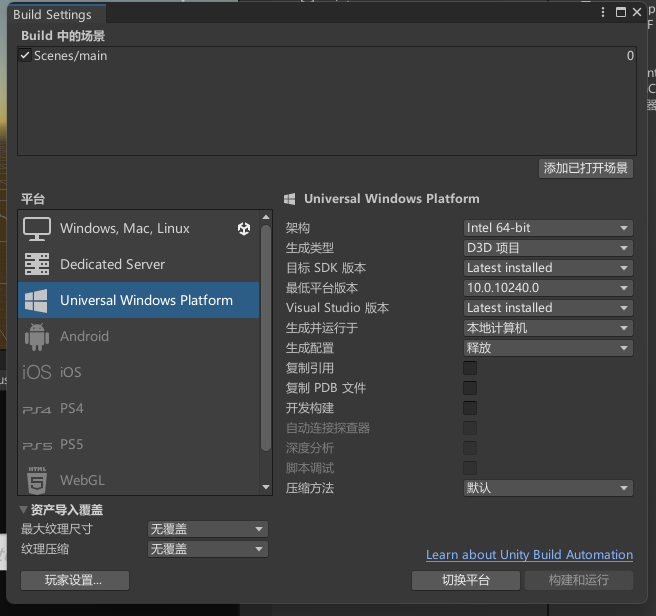 Build Settings
Build 中的场景
Scenes/main 0
添加已打开场景
平台
Windows, Mac, Linux
Dedicated Server
Universal Windows Platform
Android
iOS iOS
PS4 PS4
PS5 PS5
HTML 5 WebGL
Universal Windows Platform
架构 Intel 64-bit
生成类型 D3D 项目
目标 SDK 版本 Latest installed
最低平台版本 10.0.10240.0
Visual Studio 版本 Latest installed
生成并运行于 本地计算机
生成配置 释放
复制引用
复制 PDB 文件
开发构建
自动连接探查器
深度分析
脚本调试
压缩方法 默认
资产导入覆盖
最大纹理尺寸 无覆盖
纹理压缩 无覆盖
Learn about Unity Build Automation
玩家设置... 切换平台 构建和运行